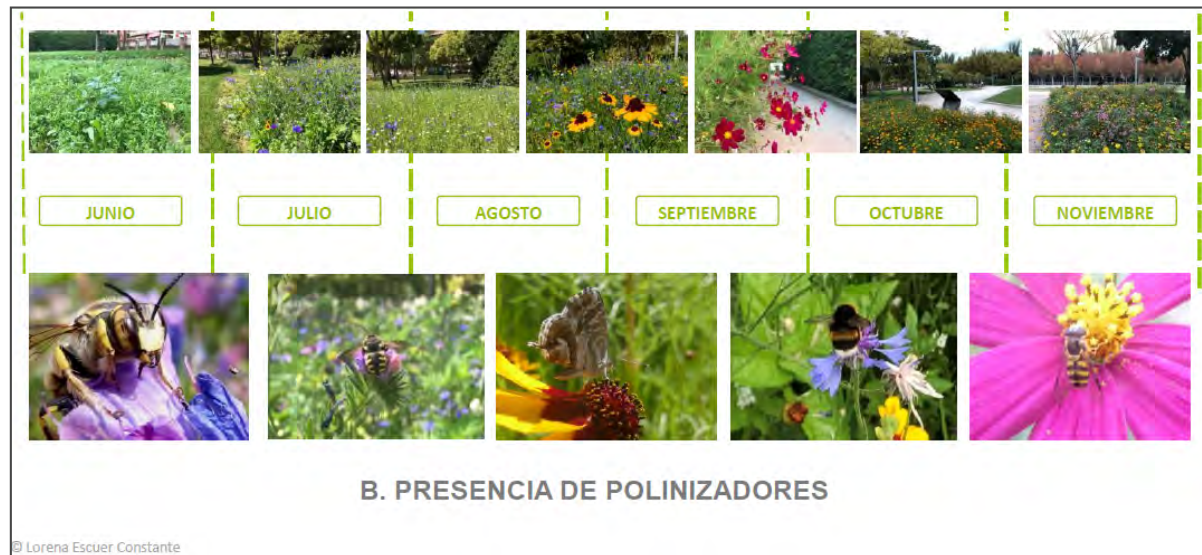 JUNIO
JULIO
AGOSTO
SEPTIEMBRE
OCTUBRE
NOVIEMBRE
B. PRESENCIA DE POLINIZADORES
© Lorena Escuer Constante